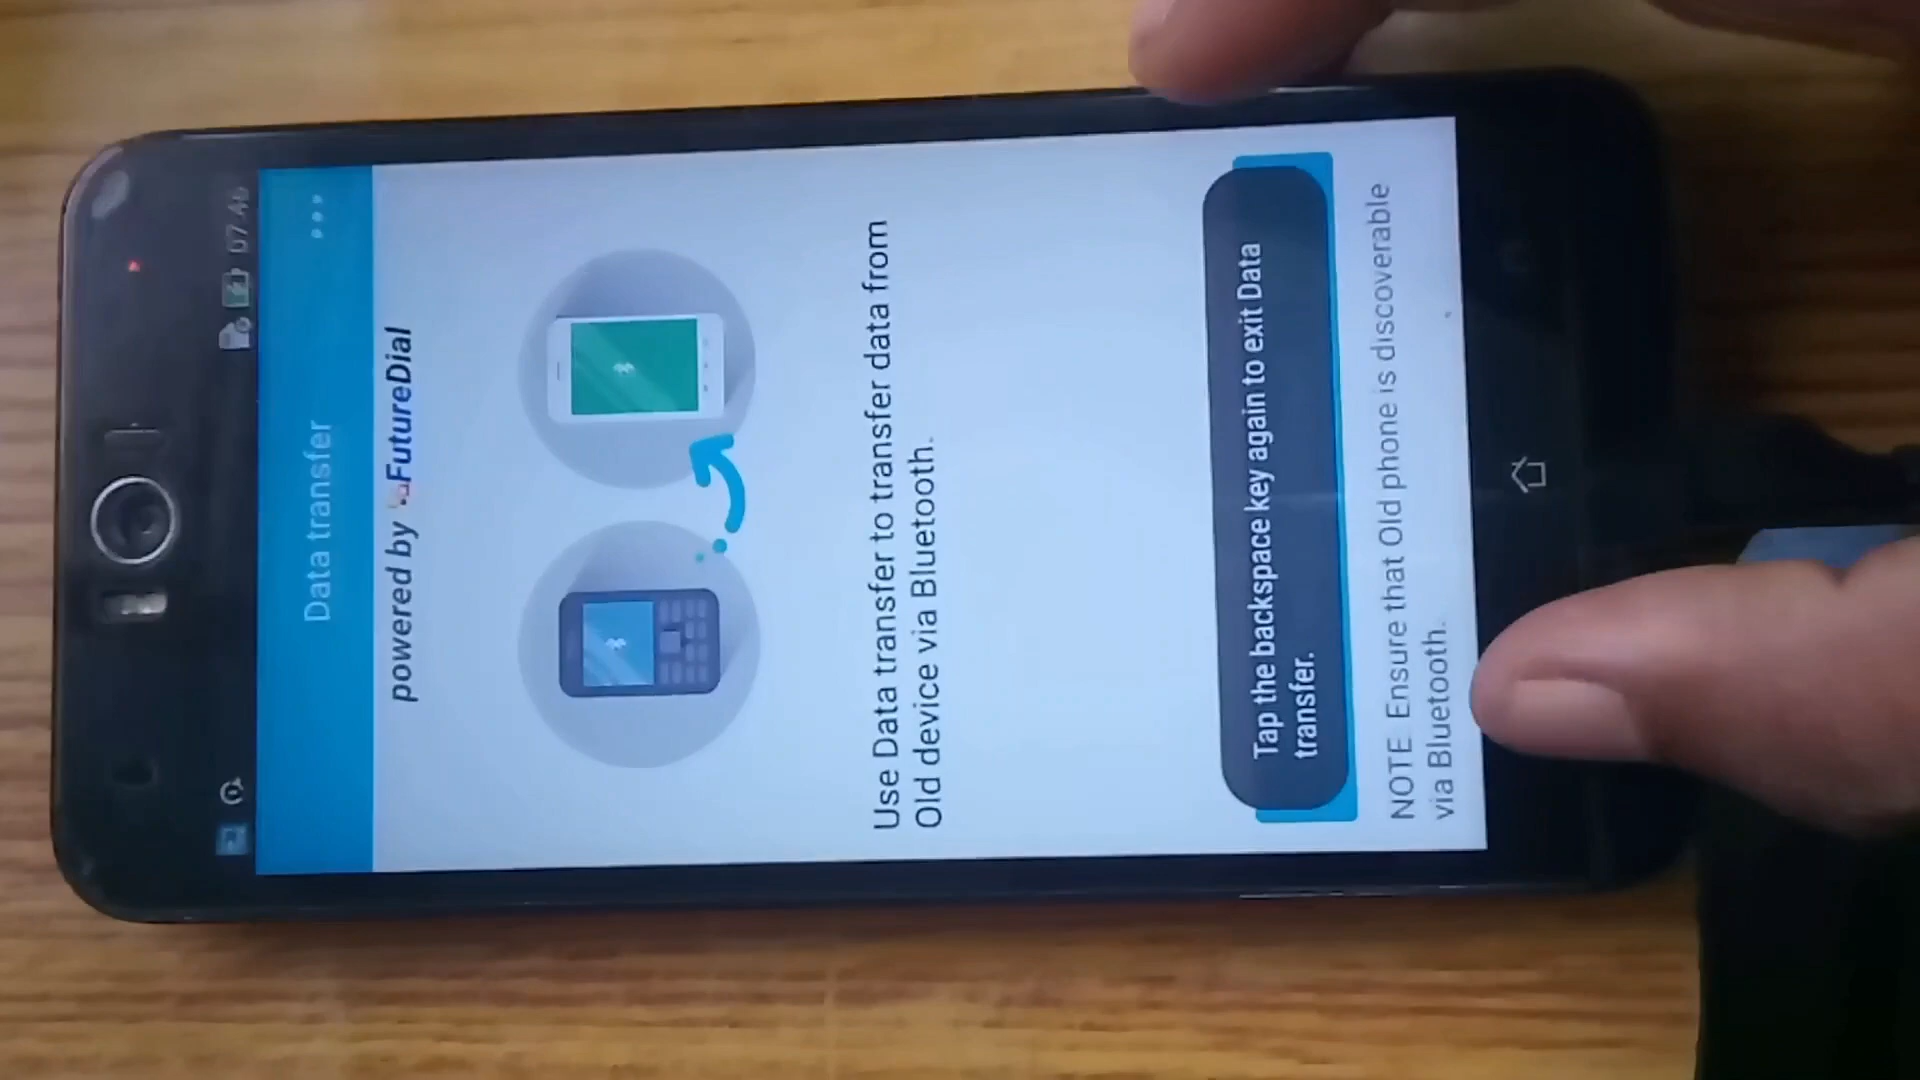 07:46
Data transfer
powered by FutureDial
Use Data transfer to transfer data from
Old device via Bluetooth.
Tap the backspace key again to exit Data
transfer.
NOTE Ensure that Old phone is discoverable
via Bluetooth.